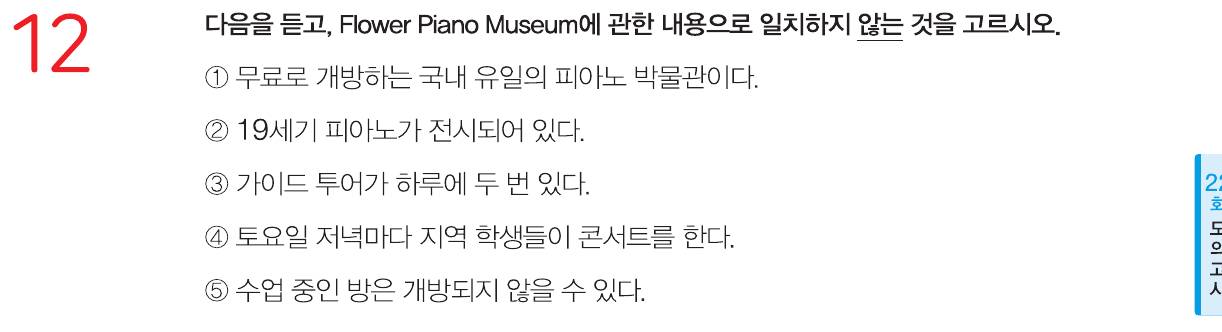 12
다음을 듣고, Flower Piano Museum에 관한 내용으로 일치하지 않는 것을 고르시오.
① 무료로 개방하는 국내 유일의 피아노 박물관이다.
② 19세기 피아노가 전시되어 있다.
③ 가이드 투어가 하루에 두 번 있다.
④ 토요일 저녁마다 지역 학생들이 콘서트를 한다.
⑤ 수업 중인 방은 개방되지 않을 수 있다.
22
회
모
의
고
사